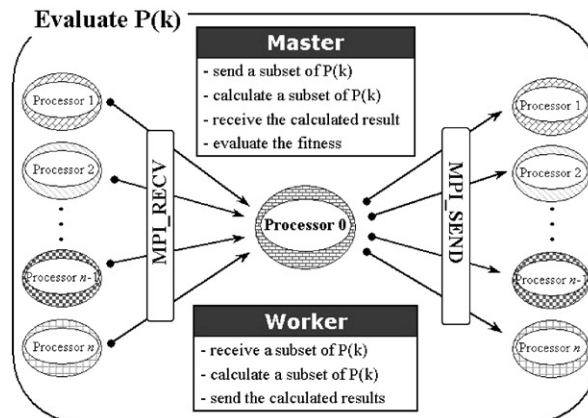 Evaluate P(k)
Master
- send a subset of P(k)
- calculate a subset of P(k)
- receive the calculated result
- evaluate the fitness
Processor 1
Processor 2
Processor n-1
Processor n
MPI_RECV
Processor 0
MPI_SEND
Processor 1
Processor 2
Processor n-1
Processor n
Worker
- receive a subset of P(k)
- calculate a subset of P(k)
- send the calculated results